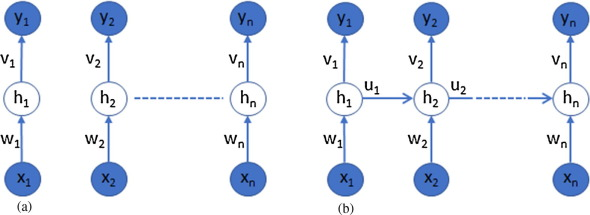 y1 y2 yn y1 y2 yn
v1 v2 vn v1 v2 vn
u1 u2
h1 h2 hn h1 h2 hn
w1 w2 wn w1 w2 wn
x1 x2 xn x1 x2 xn
(a) (b)